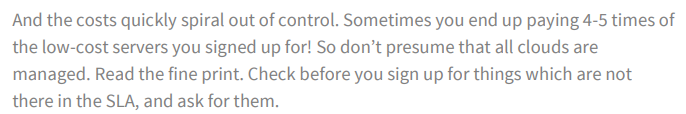 And the costs quickly spiral out of control. Sometimes you end up paying 4-5 times of
the low-cost servers you signed up for! So don’t presume that all clouds are
managed. Read the fine print. Check before you sign up for things which are not
there in the SLA, and ask for them.